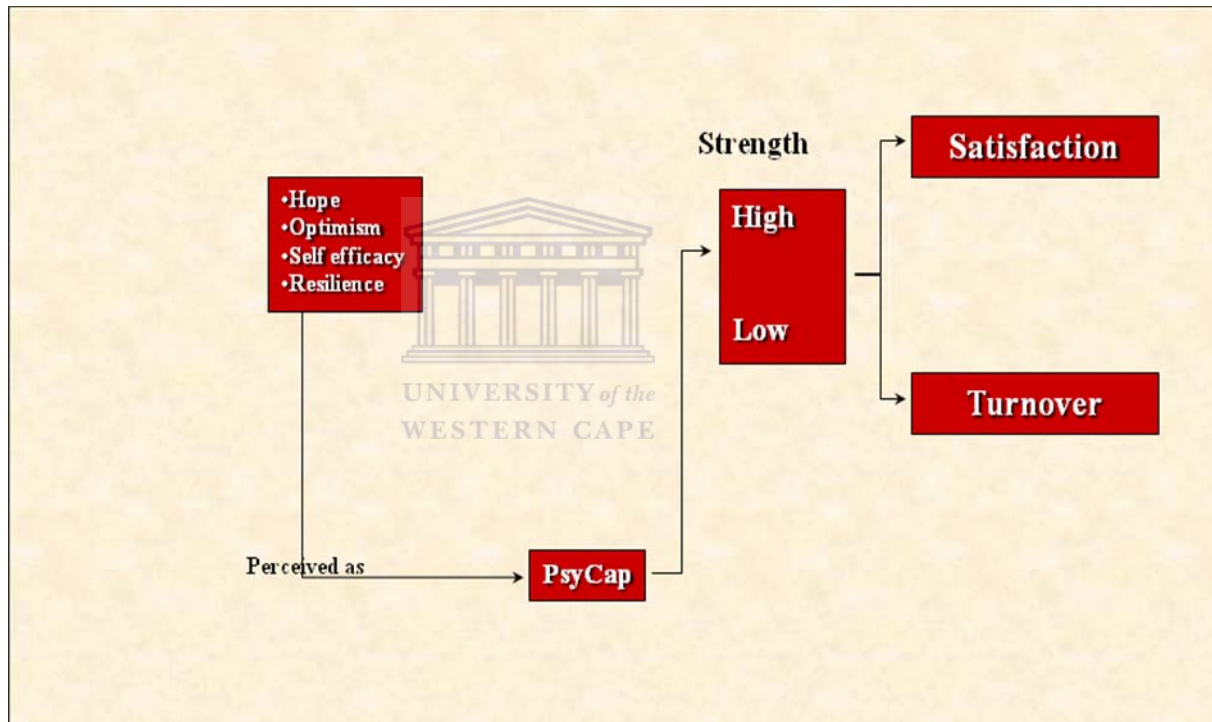 •Hope
•Optimism
•Self efficacy
•Resilience
UNIVERSITY of the
WESTERN CAPE
Perceived as
PsyCap
Strength
High
Low
Satisfaction
Turnover